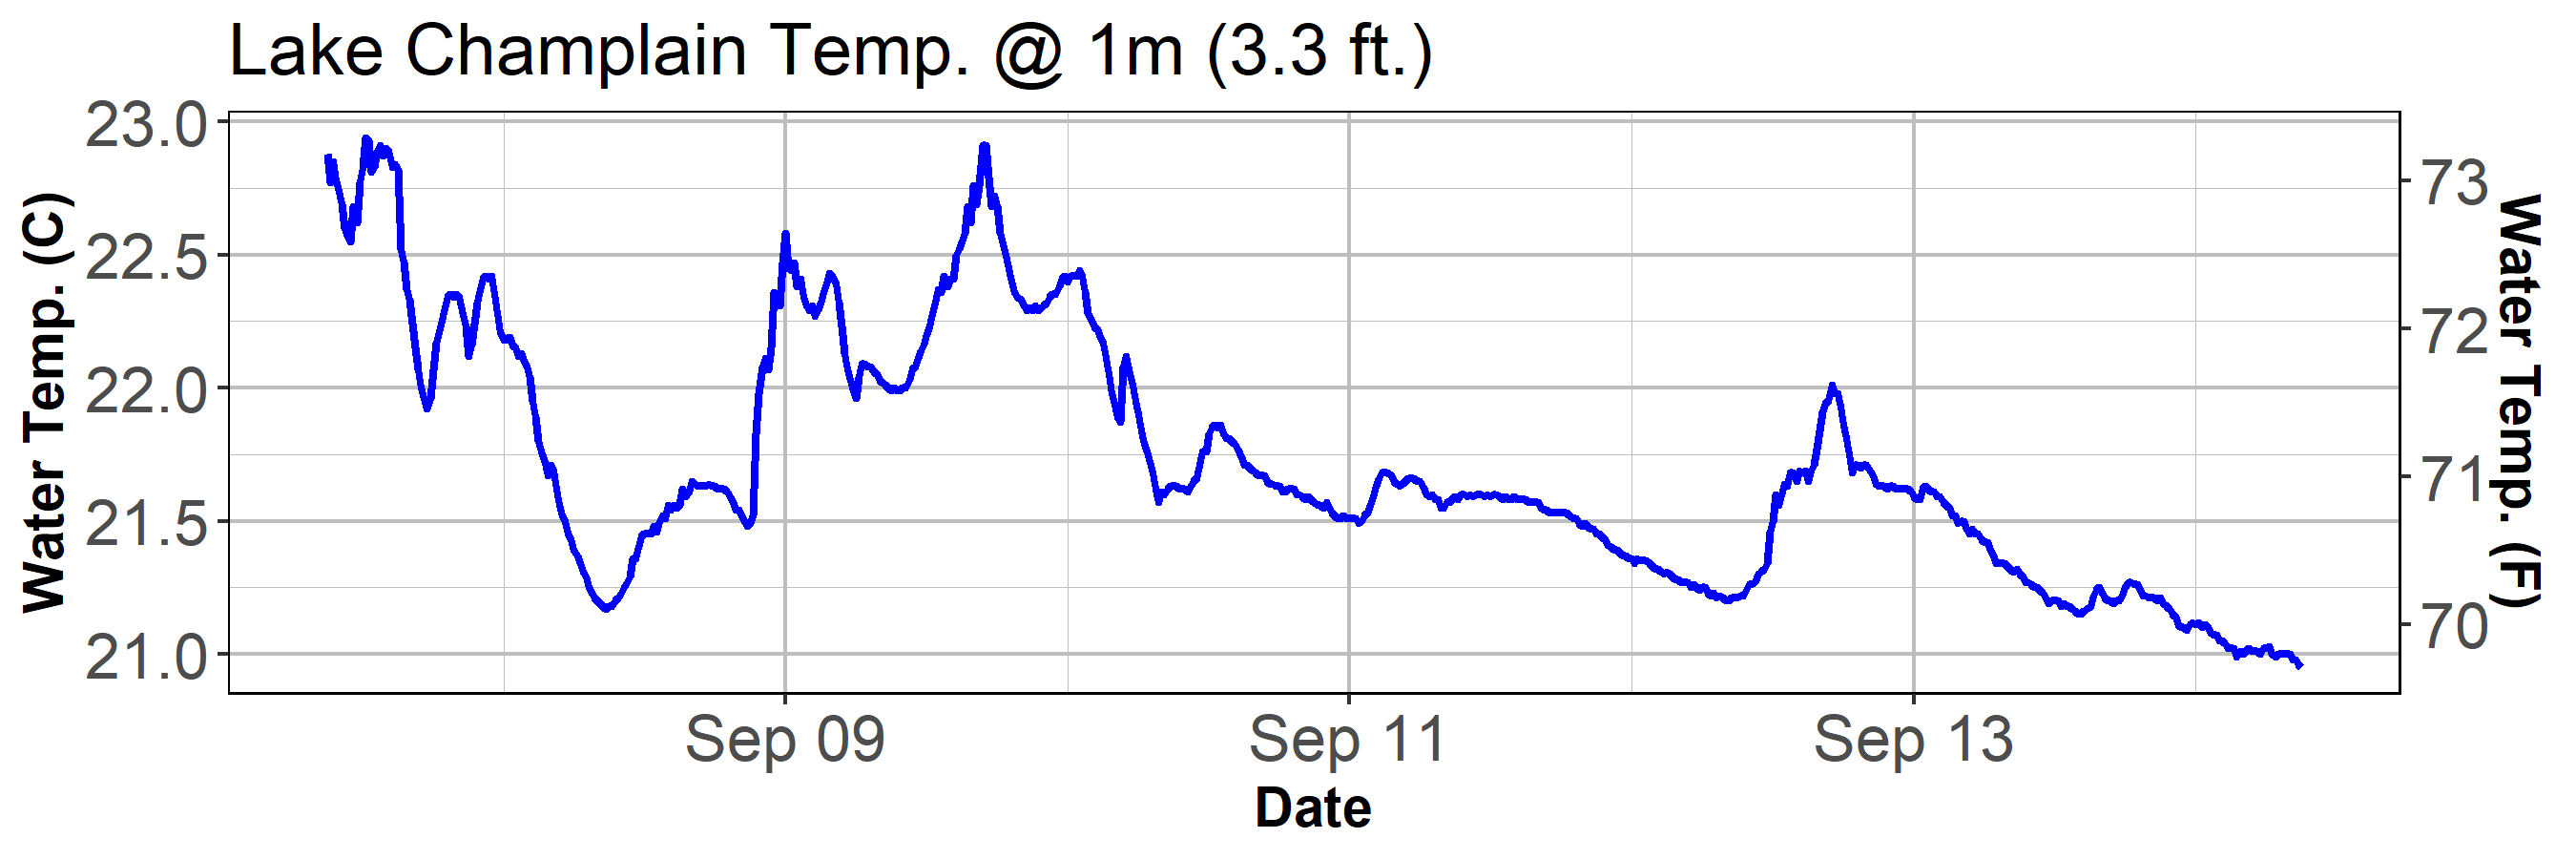 Lake Champlain Temp. @ 1m (3.3 ft.)
Water Temp. (C)
23.0
22.5
22.0
21.5
21.0
73
72
71
70
Water Temp. (F)
Sep 09
Sep 11
Sep 13
Date